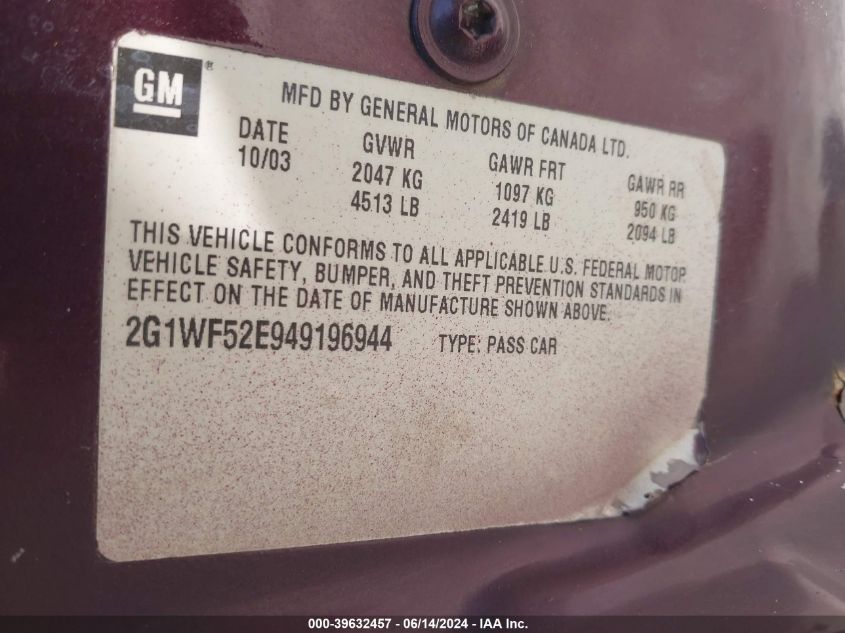 GM ®
MFD BY GENERAL MOTORS OF CANADA LTD.
DATE GVWR GAWR FRT GAWR RR
10/03 2047 KG 1097 KG 950 KG
4513 LB 2419 LB 2094 LB
THIS VEHICLE CONFORMS TO ALL APPLICABLE U.S. FEDERAL MOTOR
VEHICLE SAFETY, BUMPER, AND THEFT PREVENTION STANDARDS IN
EFFECT ON THE DATE OF MANUFACTURE SHOWN ABOVE.
2G1WF52E949196944 TYPE: PASS CAR
000-39632457 - 06/14/2024 - IAA Inc.